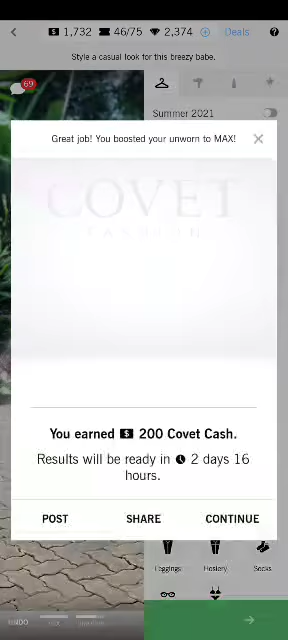 1,732 46/75 2,374 Deals
Style a casual look for this breezy babe.
69
Summer 2021
Great job! You boosted your unworn to MAX!
COVET
FASHION
You earned 200 Covet Cash.
Results will be ready in 2 days 16
hours.
POST SHARE CONTINUE
Leggings Hosiery Socks
UNDO